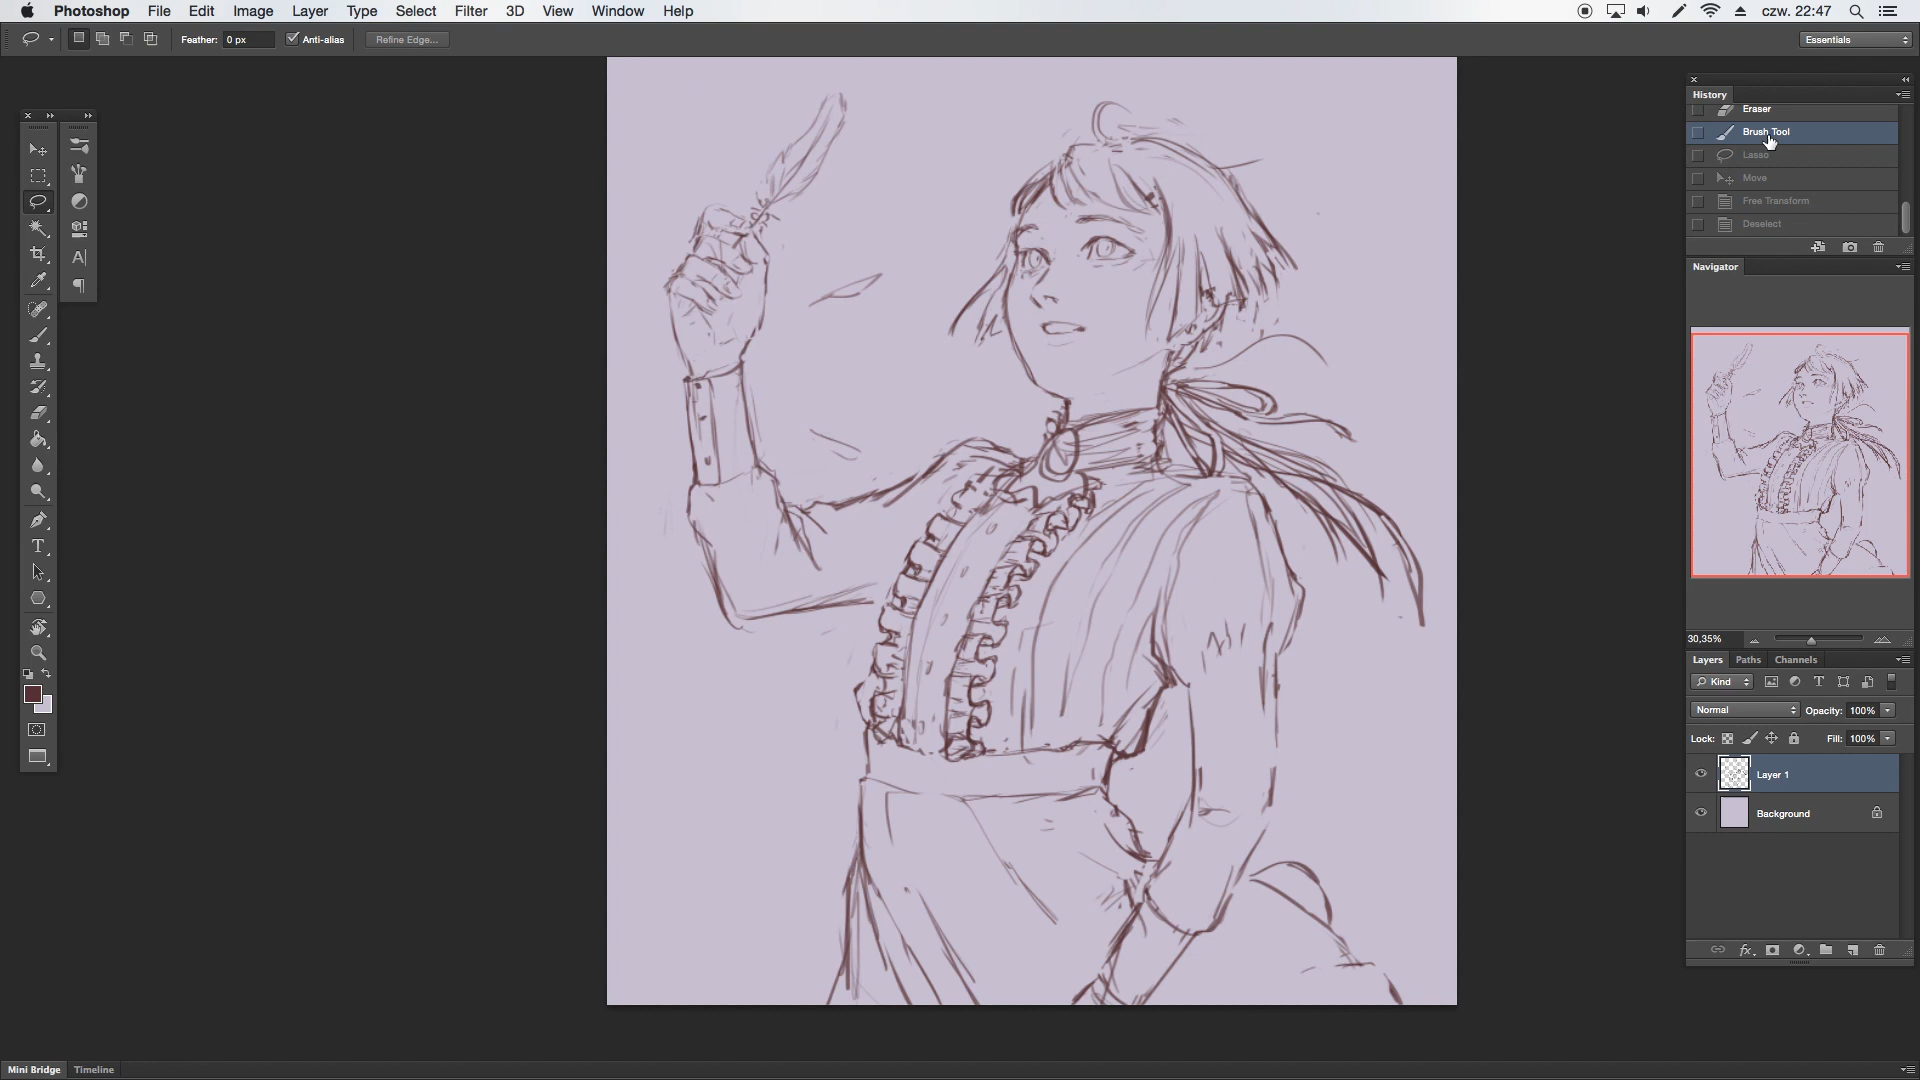 Photoshop File Edit Image Layer Type Select Filter 3D View Window Help czw. 22:47
Feather: 0 px Anti-alias Refine Edge... Essentials
History
Eraser
Brush Tool
Lasso
Move
Free Transform
Deselect
Navigator
30,35%
Layers Paths Channels
Kind
Normal Opacity: 100%
Lock: Fill: 100%
Layer 1
Background
Mini Bridge Timeline